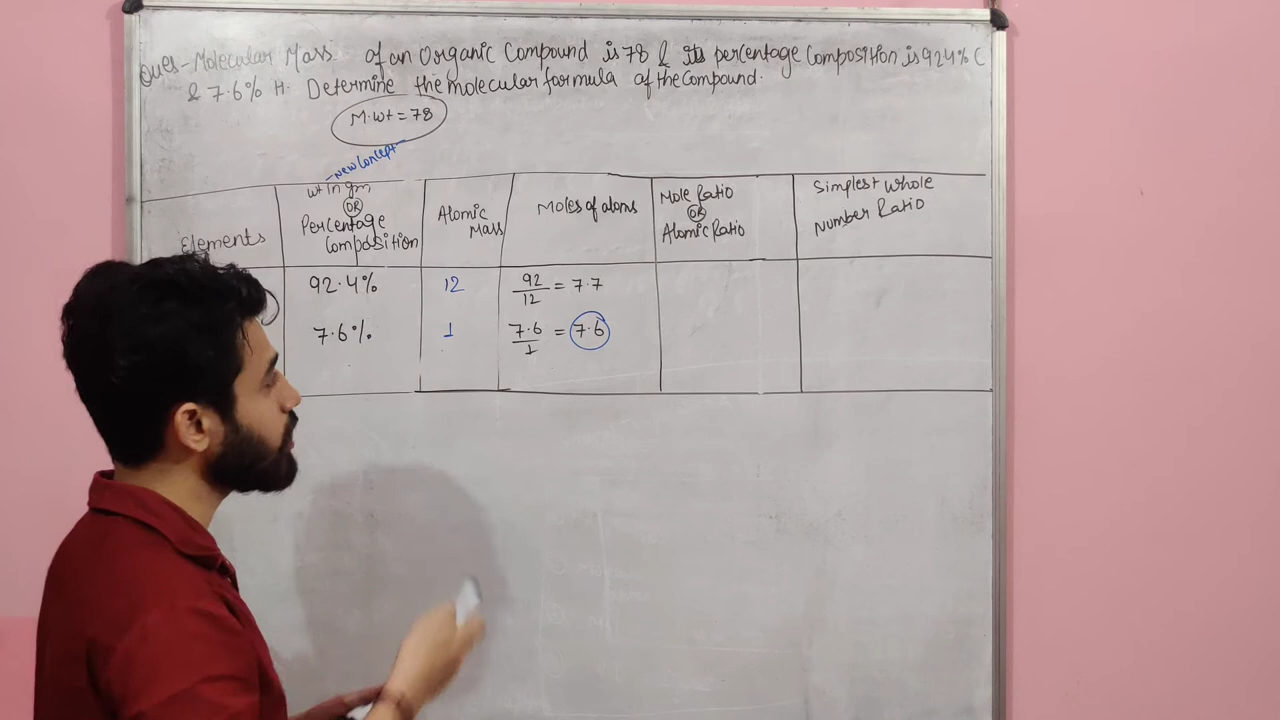 Ques- Molecular Mass of an Organic Compound is 78 & its percentage Composition is 92.4% C
& 7.6% H. Determine the molecular formula of the Compound.
M.wt = 78
New Concept
Elements
wt in gm
OR
Percentage
Composition
Atomic
Mass
Moles of atoms
Mole Ratio
OR
Atomic Ratio
Simplest whole
Number Ratio
92.4% 12 92/12 = 7.7
7.6% 1 7.6/1 = 7.6